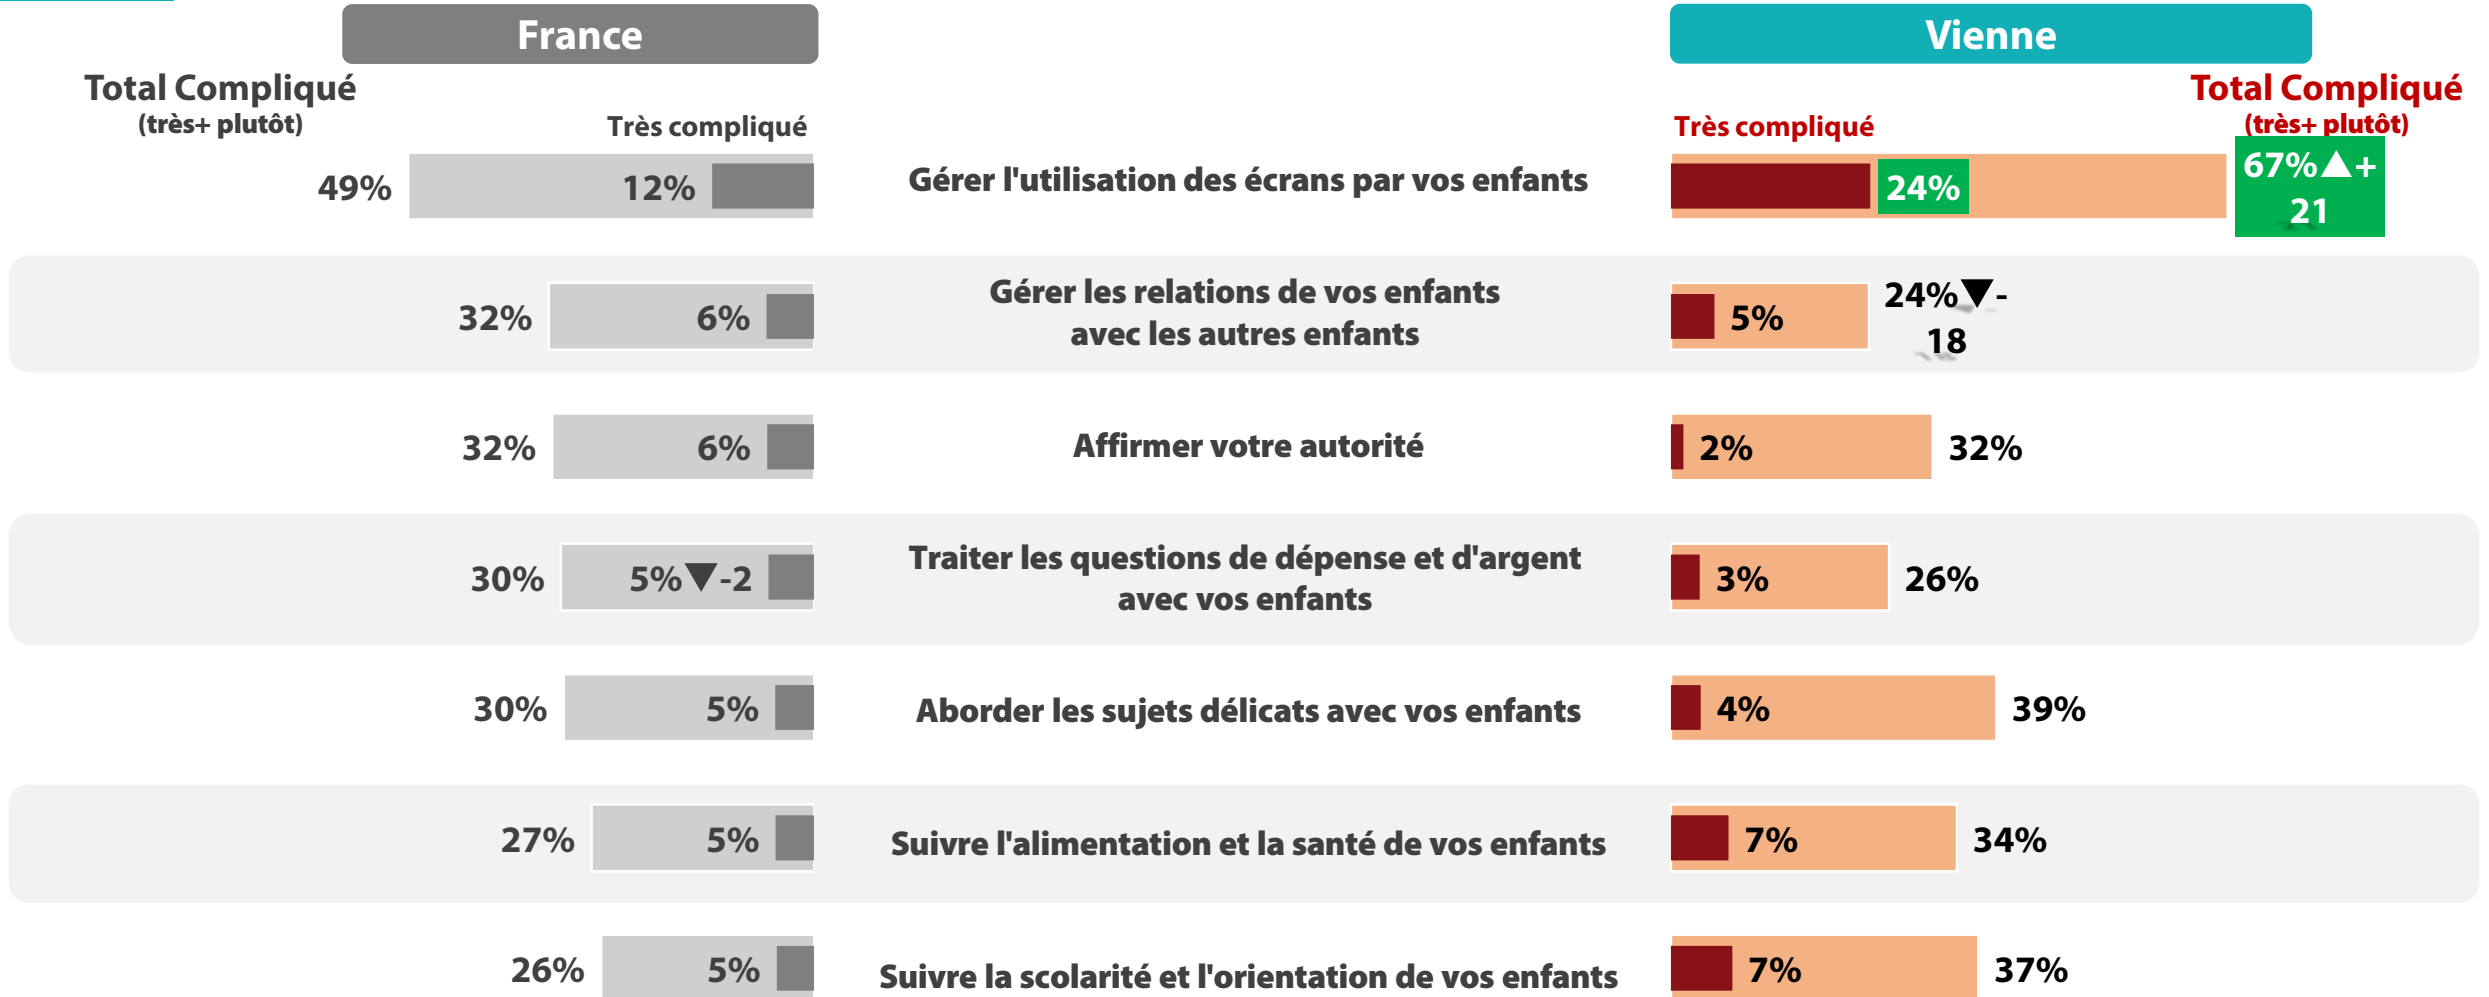 France
Vienne
Total Compliqué
(très+ plutôt)
Très compliqué
Très compliqué
Total Compliqué
(très+ plutôt)
49%
12%
Gérer l'utilisation des écrans par vos enfants
24%
67%▲+
21
32%
6%
Gérer les relations de vos enfants
avec les autres enfants
5%
24%▼-
18
32%
6%
Affirmer votre autorité
2%
32%
30%
5%▼-2
Traiter les questions de dépense et d'argent
avec vos enfants
3%
26%
30%
5%
Aborder les sujets délicats avec vos enfants
4%
39%
27%
5%
Suivre l'alimentation et la santé de vos enfants
7%
34%
26%
5%
Suivre la scolarité et l'orientation de vos enfants
7%
37%